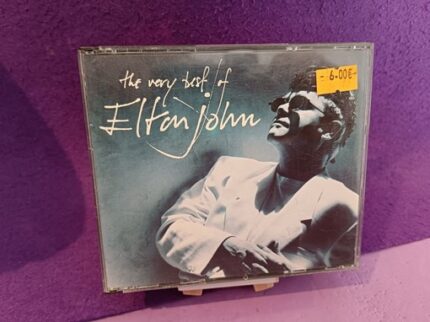 the very best of
Elton John
- 6.00€-